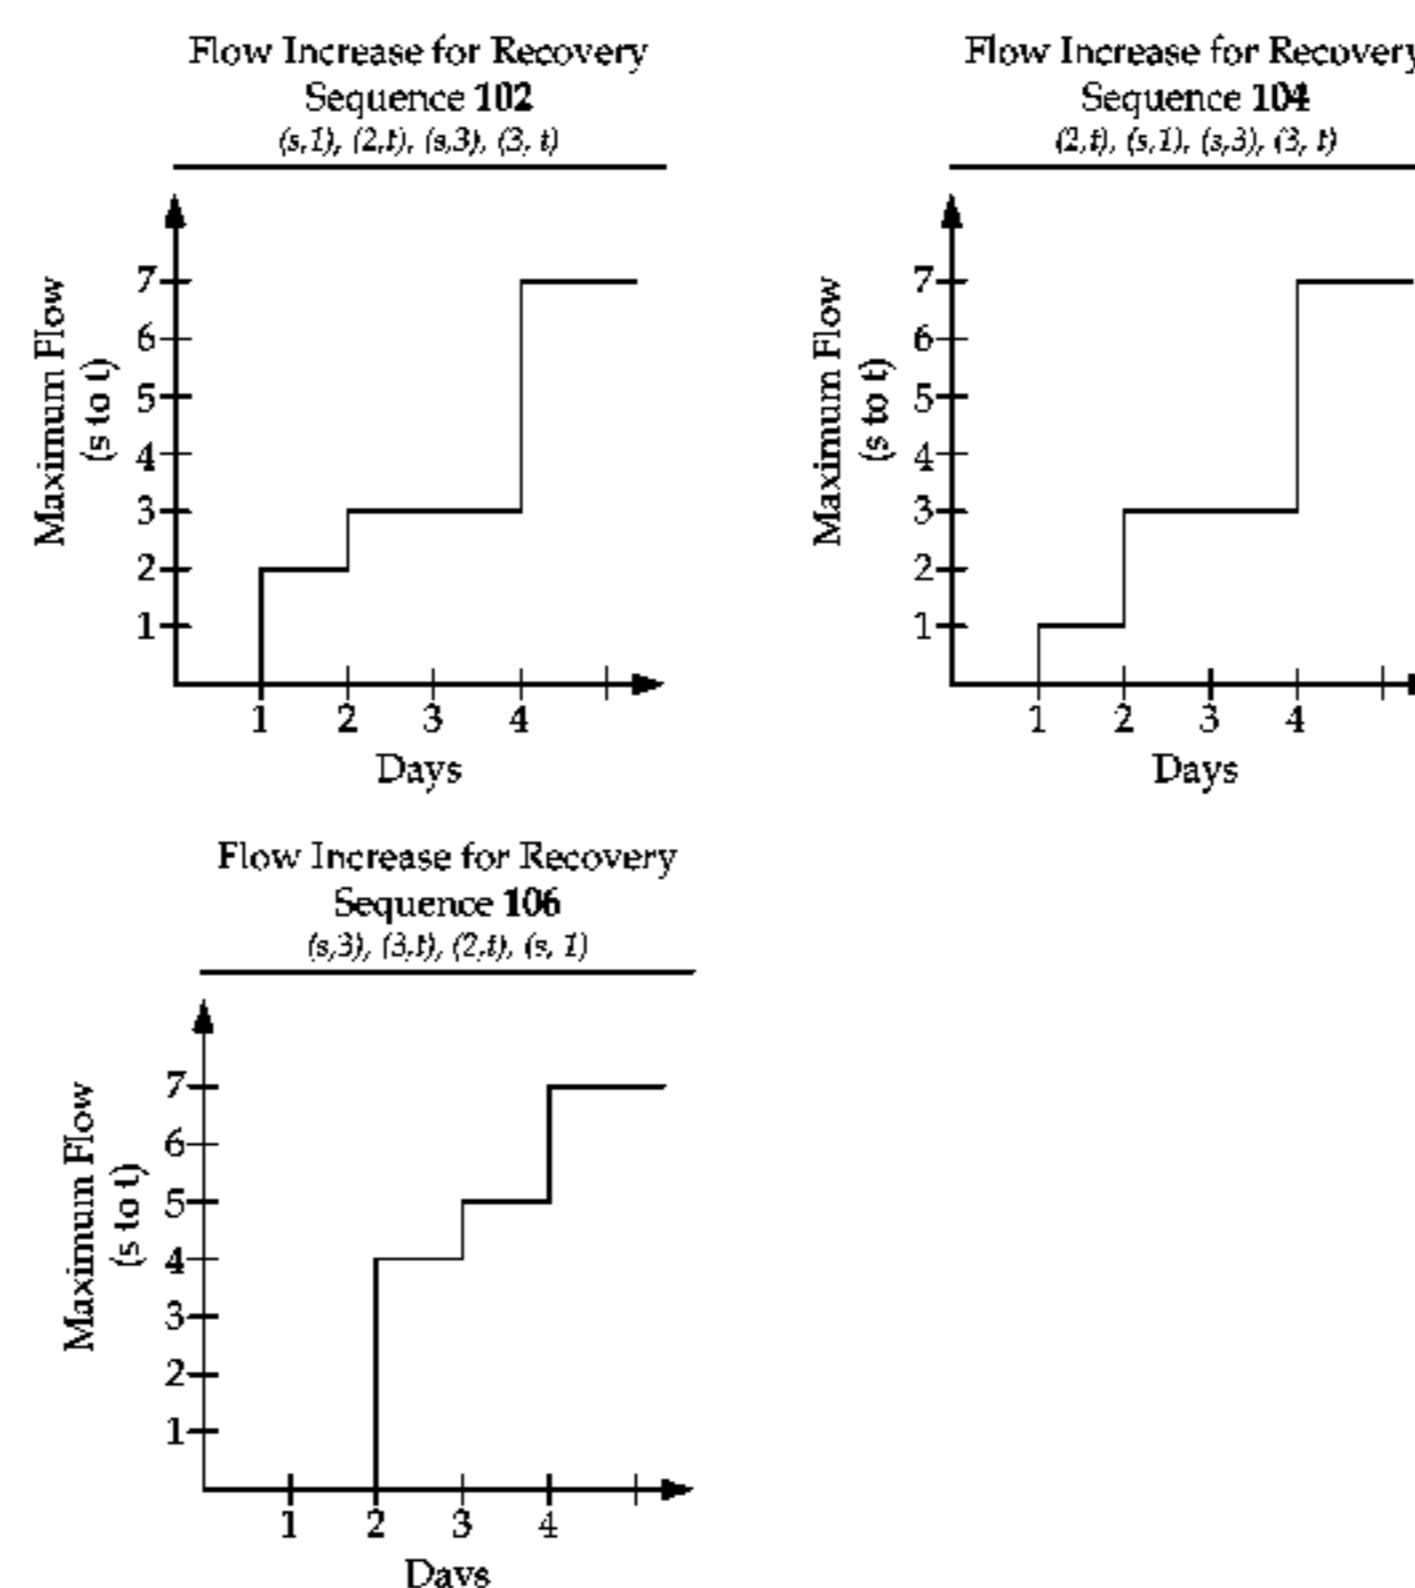 Flow Increase for Recovery
Sequence 102
(s,1), (2,t), (s,3), (3, t)
Maximum Flow
(s to t)
7
6
5
4
3
2
1
1 2 3 4
Days
Flow Increase for Recovery
Sequence 104
(2,t), (s,1), (s,3), (3, t)
Maximum Flow
(s to t)
7
6
5
4
3
2
1
1 2 3 4
Days
Flow Increase for Recovery
Sequence 106
(s,3), (3,t), (2,t), (s, 1)
Maximum Flow
(s to t)
7
6
5
4
3
2
1
1 2 3 4
Days